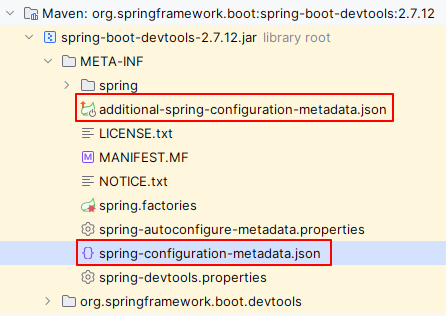 Maven: org.springframework.boot:spring-boot-devtools:2.7.12
spring-boot-devtools-2.7.12.jar library root
META-INF
spring
additional-spring-configuration-metadata.json
LICENSE.txt
M MANIFEST.MF
NOTICE.txt
spring.factories
spring-autoconfigure-metadata.properties
{} spring-configuration-metadata.json
spring-devtools.properties
org.springframework.boot.devtools